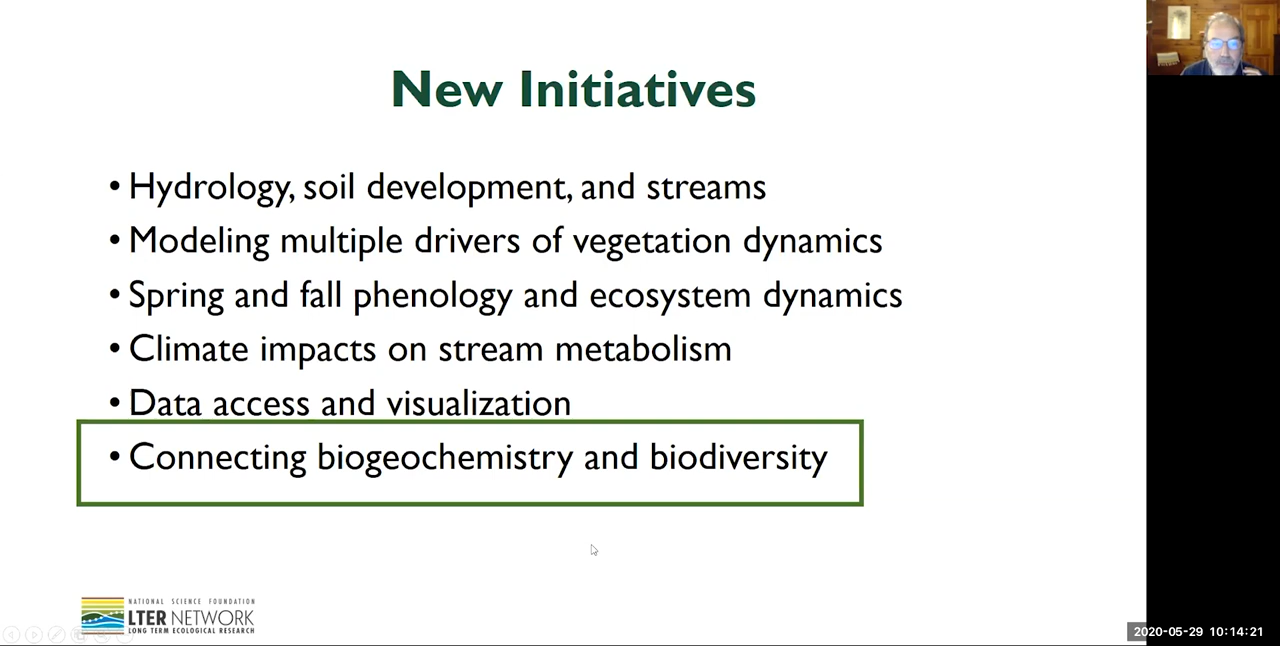 New Initiatives
• Hydrology, soil development, and streams
• Modeling multiple drivers of vegetation dynamics
• Spring and fall phenology and ecosystem dynamics
• Climate impacts on stream metabolism
• Data access and visualization
• Connecting biogeochemistry and biodiversity
NATIONAL SCIENCE FOUNDATION
LTER NETWORK
LONG TERM ECOLOGICAL RESEARCH
2020-05-29 10:14:21